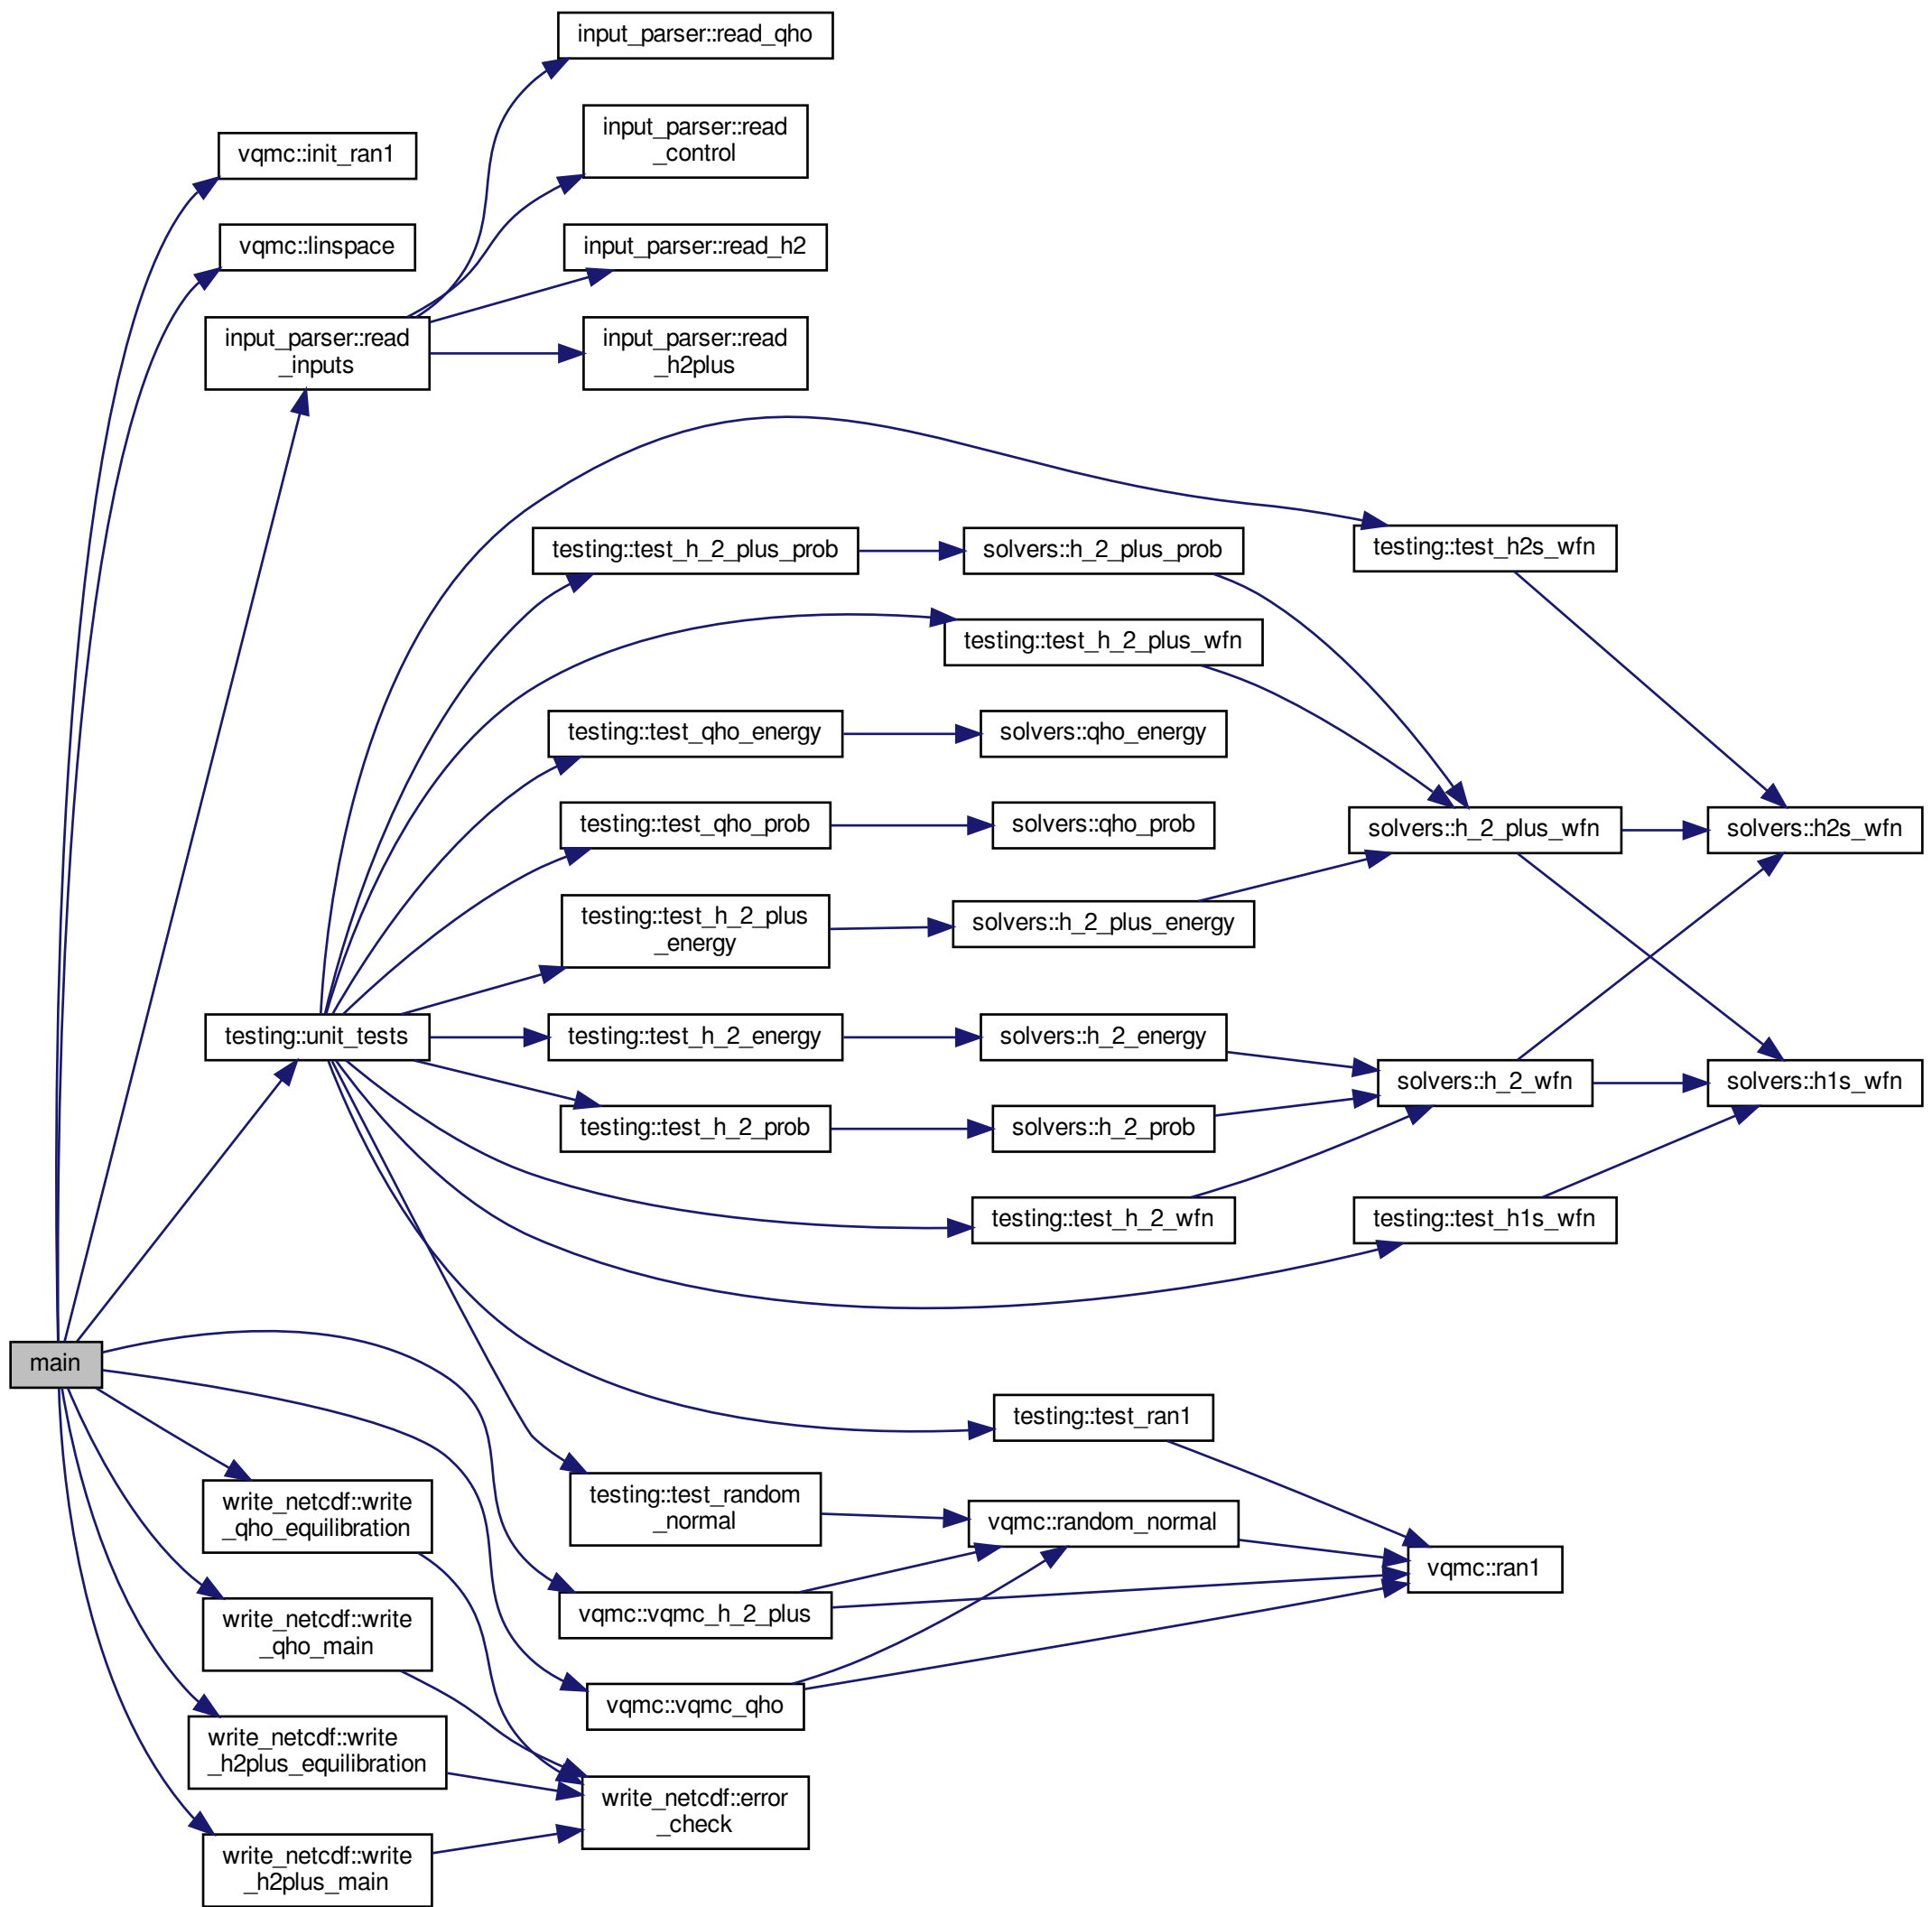 input_parser::read_qho
input_parser::read
_control
vqmc::init_ran1
vqmc::linspace
input_parser::read_h2
input_parser::read
_inputs
input_parser::read
_h2plus
testing::test_h2s_wfn
testing::test_h_2_plus_prob
solvers::h_2_plus_prob
testing::test_h_2_plus_wfn
testing::test_qho_energy
solvers::qho_energy
testing::test_qho_prob
solvers::qho_prob
solvers::h_2_plus_wfn
solvers::h2s_wfn
testing::test_h_2_plus
_energy
solvers::h_2_plus_energy
testing::unit_tests
testing::test_h_2_energy
solvers::h_2_energy
solvers::h_2_wfn
solvers::h1s_wfn
testing::test_h_2_prob
solvers::h_2_prob
testing::test_h_2_wfn
testing::test_h1s_wfn
main
testing::test_ran1
write_netcdf::write
_qho_equilibration
testing::test_random
_normal
vqmc::random_normal
vqmc::ran1
write_netcdf::write
_qho_main
vqmc::vqmc_h_2_plus
vqmc::vqmc_qho
write_netcdf::write
_h2plus_equilibration
write_netcdf::error
_check
write_netcdf::write
_h2plus_main